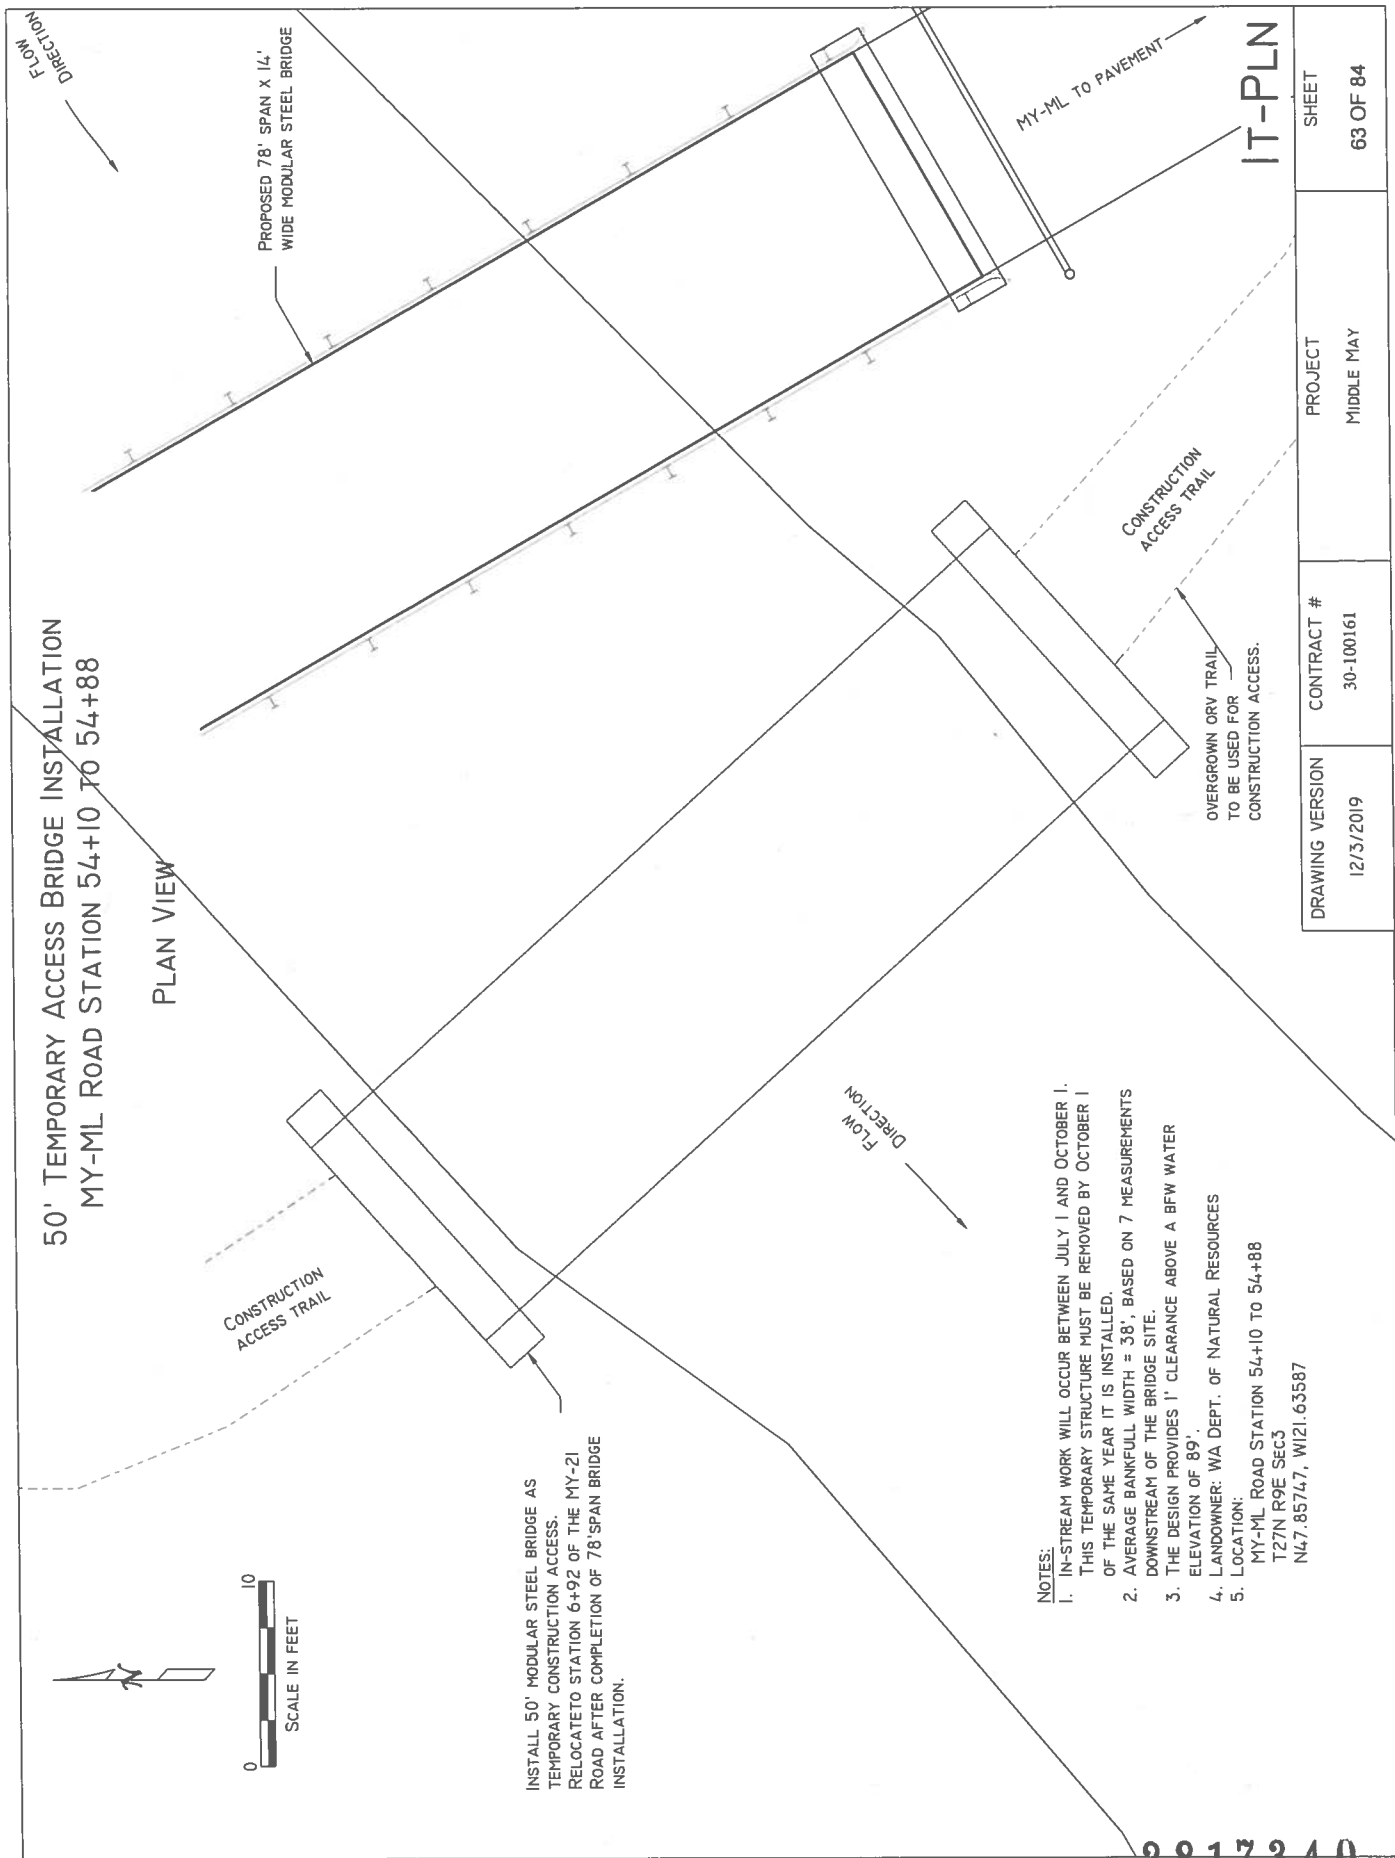 50' TEMPORARY ACCESS BRIDGE INSTALLATION
MY-ML ROAD STATION 54+10 TO 54+88
PLAN VIEW
FLOW
DIRECTION
PROPOSED 78' SPAN X 14'
WIDE MODULAR STEEL BRIDGE
0
10
SCALE IN FEET
CONSTRUCTION
ACCESS TRAIL
INSTALL 50' MODULAR STEEL BRIDGE AS
TEMPORARY CONSTRUCTION ACCESS.
RELOCATETO STATION 6+92 OF THE MY-21
ROAD AFTER COMPLETION OF 78'SPAN BRIDGE
INSTALLATION.
FLOW
DIRECTION
MY-ML TO PAVEMENT
CONSTRUCTION
ACCESS TRAIL
OVERGROWN ORV TRAIL
TO BE USED FOR
CONSTRUCTION ACCESS.
NOTES:
1. IN-STREAM WORK WILL OCCUR BETWEEN JULY 1 AND OCTOBER 1.
THIS TEMPORARY STRUCTURE MUST BE REMOVED BY OCTOBER 1
OF THE SAME YEAR IT IS INSTALLED.
2. AVERAGE BANKFULL WIDTH = 38', BASED ON 7 MEASUREMENTS
DOWNSTREAM OF THE BRIDGE SITE.
3. THE DESIGN PROVIDES 1' CLEARANCE ABOVE A BFW WATER
ELEVATION OF 89'.
4. LANDOWNER: WA DEPT. OF NATURAL RESOURCES
5. LOCATION:
MY-ML ROAD STATION 54+10 TO 54+88
T27N R9E SEC3
N47.85747, W121.63587
IT-PLN
DRAWING VERSION
12/3/2019
CONTRACT #
30-100161
PROJECT
MIDDLE MAY
SHEET
63 OF 84